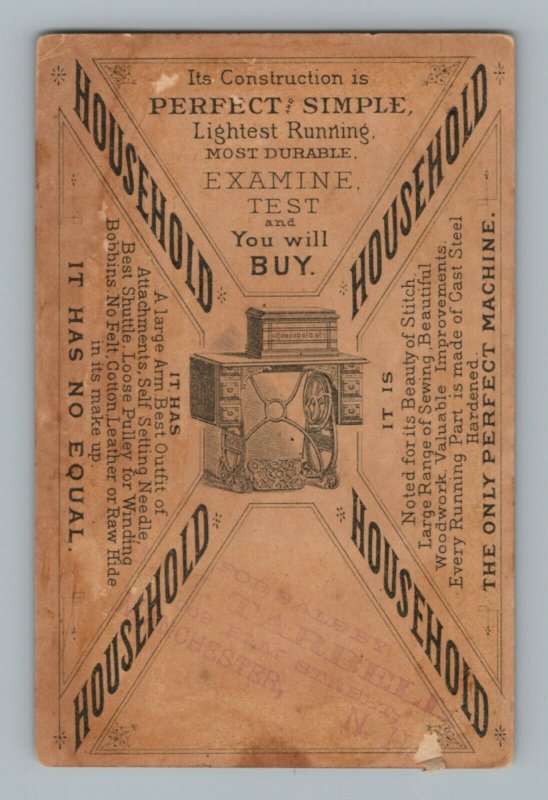 HOUSEHOLD
HOUSEHOLD
Its Construction is
PERFECT & SIMPLE,
Lightest Running,
MOST DURABLE,
EXAMINE,
TEST
and
You will
BUY.
Household
IT HAS
A large Arm Best Outfit of
Attachments, Self Setting Needle,
Best Shuttle, Loose Pulley for Winding
Bobbins. No Felt, Cotton, Leather or Raw Hide
in its make up.
IT HAS NO EQUAL.
IT IS
Noted for its Beauty of Stitch,
Large Range of Sewing Beautiful
Woodwork. Valuable Improvements.
Every Running Part is made of Cast Steel
Hardened.
THE ONLY PERFECT MACHINE.
HOUSEHOLD
HOUSEHOLD
FOR SALE BY
TARBELL
STREET,
CHESTER,
N.